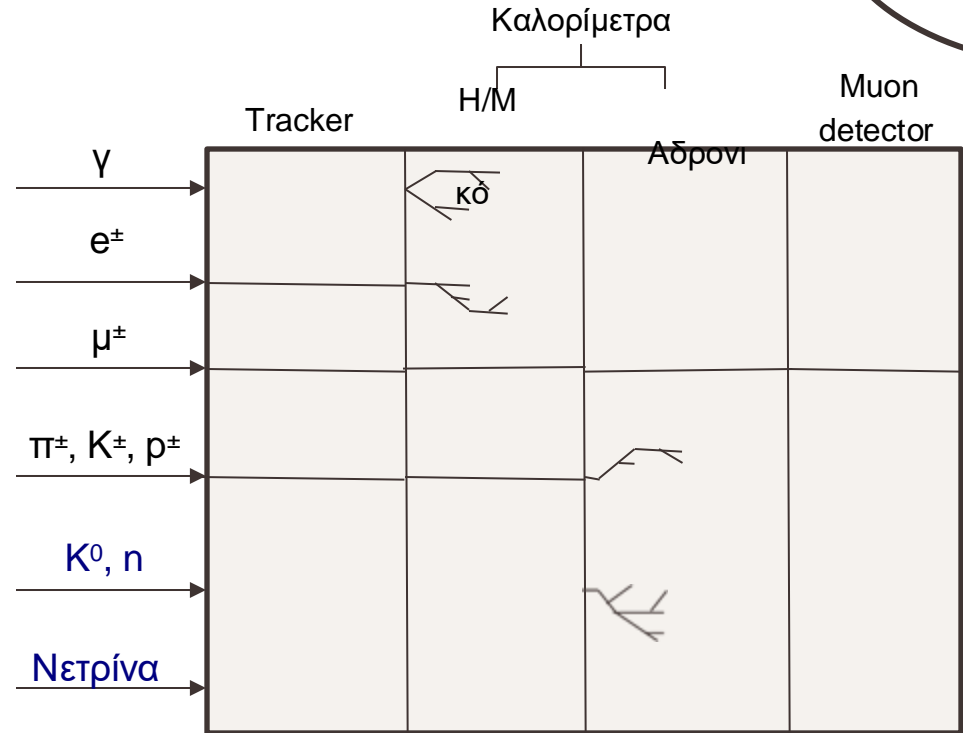 Καλορίμετρα
Tracker
Η/Μ
Αδρονι
κό
Muon
detector
γ
e±
μ±
π±, K±, p±
K⁰, n
Νετρίνα